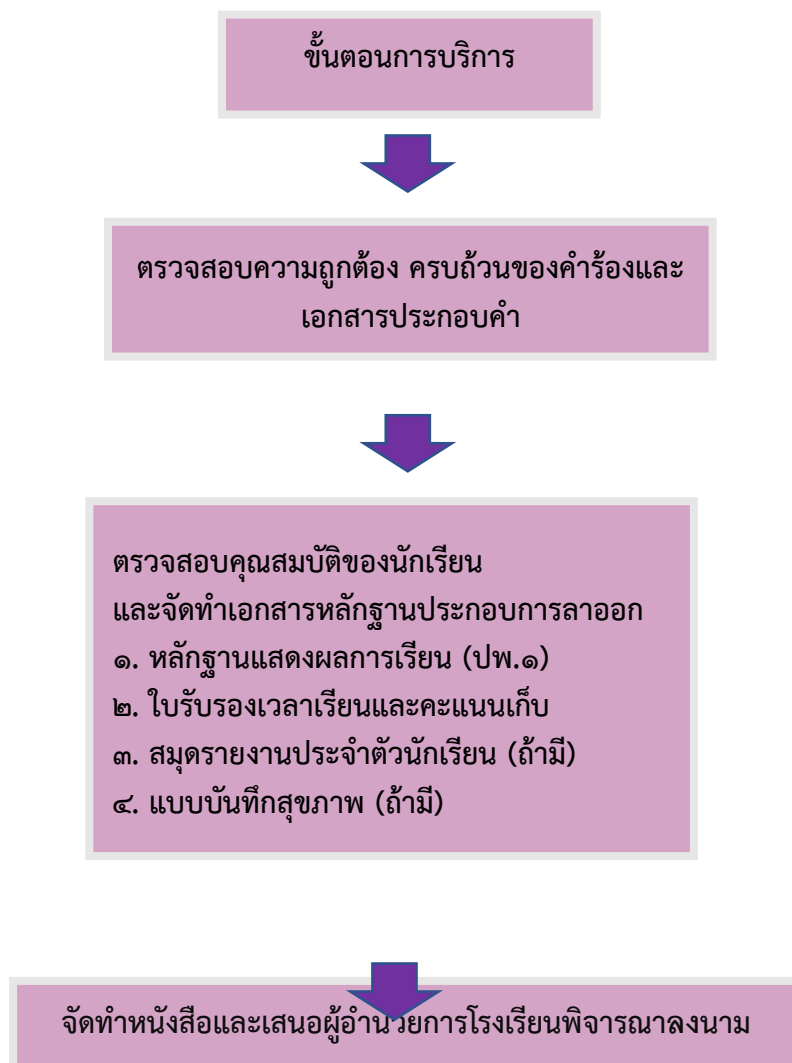 ขั้นตอนการบริการ
ตรวจสอบความถูกต้อง ครบถ้วนของคำร้องและ
เอกสารประกอบคำ
ตรวจสอบคุณสมบัติของนักเรียน
และจัดทำเอกสารหลักฐานประกอบการลาออก
๑. หลักฐานแสดงผลการเรียน (ปพ.๑)
๒. ใบรับรองเวลาเรียนและคะแนนเก็บ
๓. สมุดรายงานประจำตัวนักเรียน (ถ้ามี)
๔. แบบบันทึกสุขภาพ (ถ้ามี)
จัดทำหนังสือและเสนอผู้อำนวยการโรงเรียนพิจารณาลงนาม